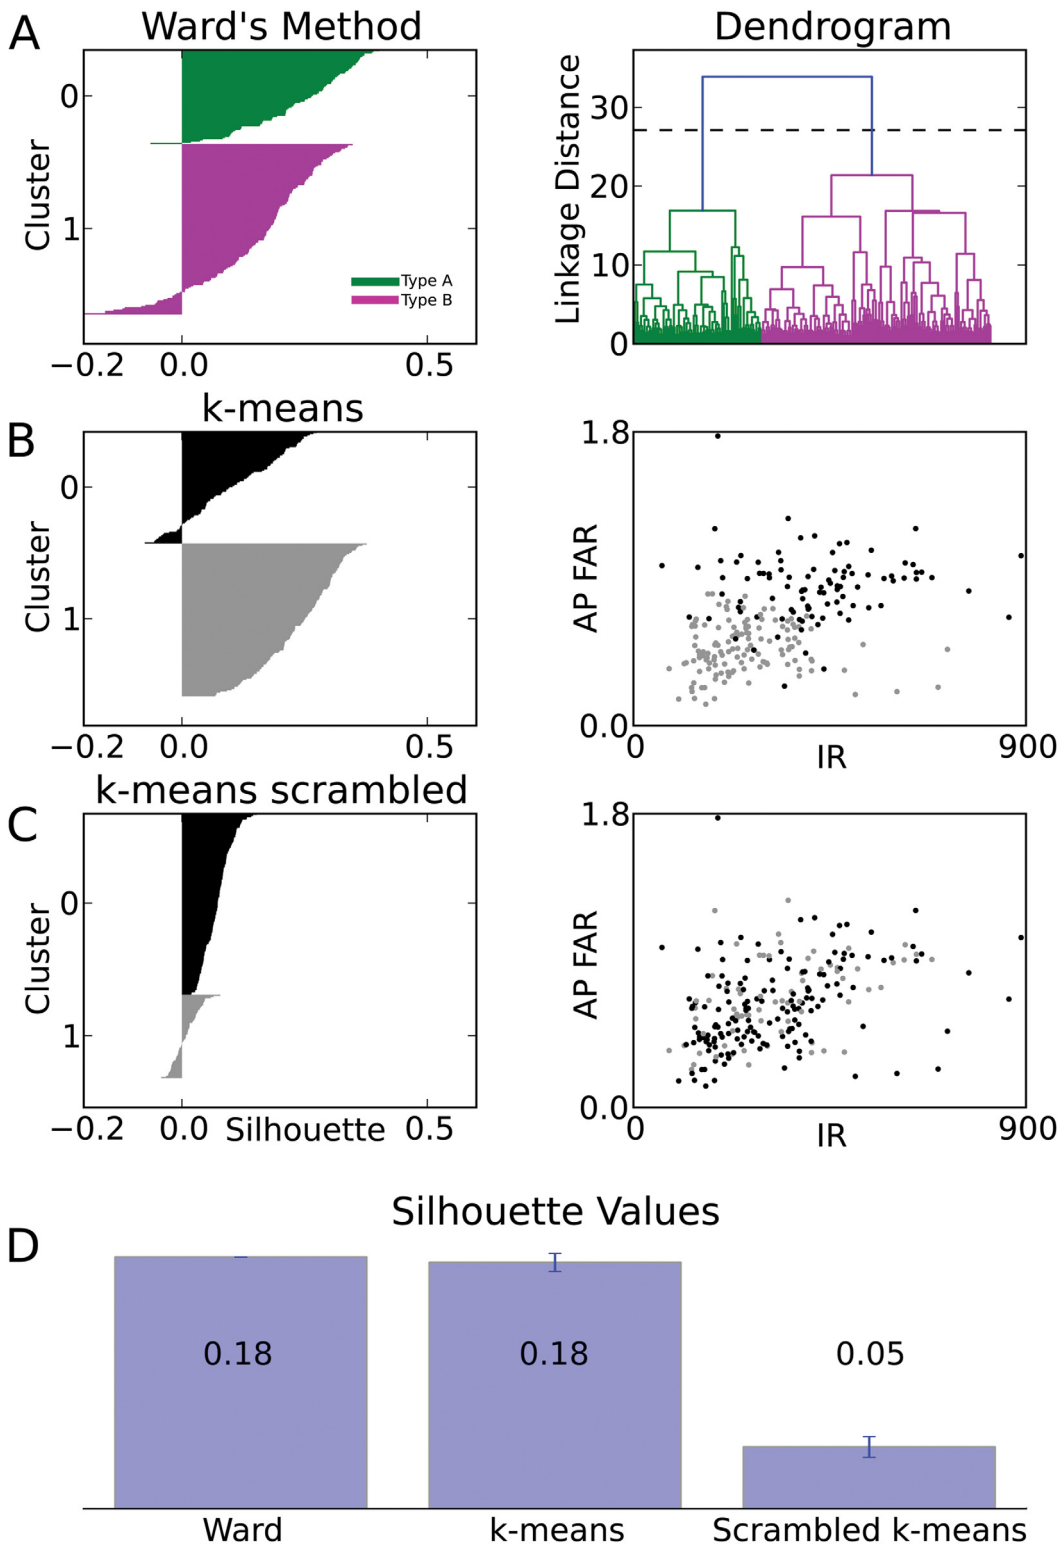 A
Ward's Method
Cluster
0
1
Type A
Type B
−0.2
0.0
0.5
Dendrogram
Linkage Distance
30
20
10
0
B
k-means
Cluster
0
1
−0.2
0.0
0.5
AP FAR
1.8
0.0
0
IR
900
C
k-means scrambled
Cluster
0
1
−0.2
0.0
Silhouette
0.5
AP FAR
1.8
0.0
0
IR
900
D
Silhouette Values
0.18
0.18
0.05
Ward
k-means
Scrambled k-means